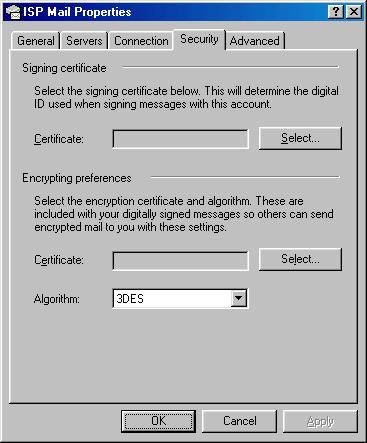 ISP Mail Properties
General Servers Connection Security Advanced
Signing certificate
Select the signing certificate below. This will determine the digital
ID used when signing messages with this account.
Certificate: Select...
Encrypting preferences
Select the encryption certificate and algorithm. These are
included with your digitally signed messages so others can send
encrypted mail to you with these settings.
Certificate: Select...
Algorithm: 3DES
OK Cancel Apply